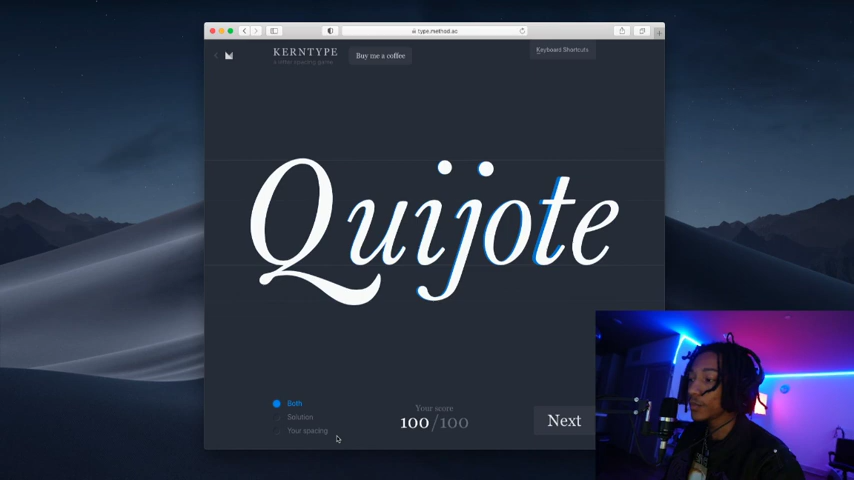 type.method.ac
KERNTYPE
a letter spacing game
Buy me a coffee
Keyboard Shortcuts
Quijote
Both
Solution
Your spacing
Your score
100/100
Next